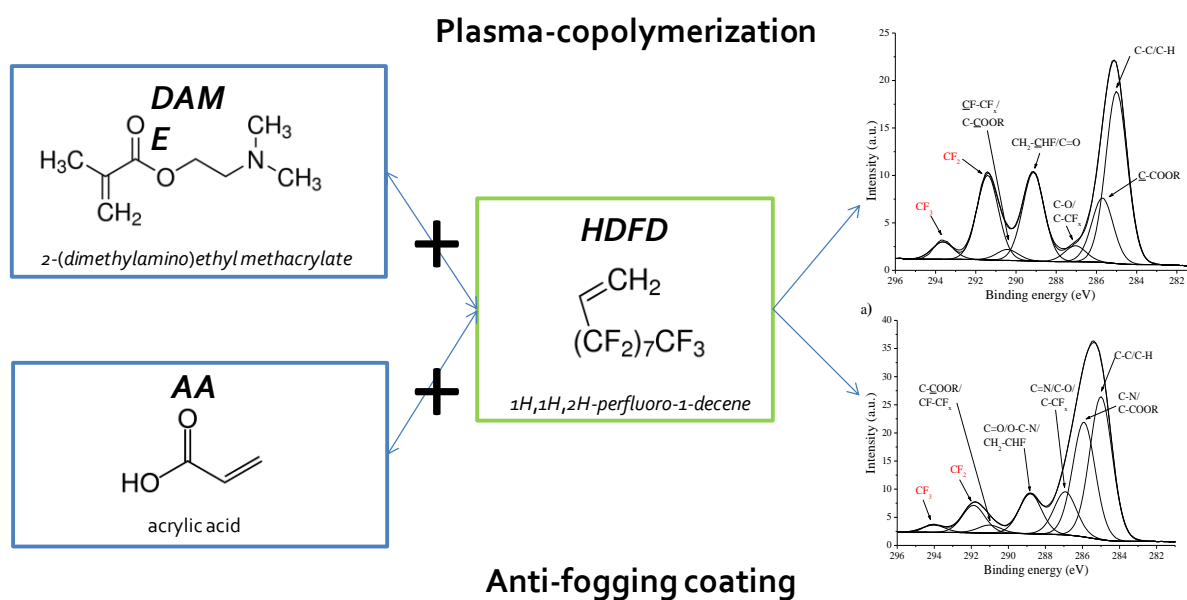 Plasma-copolymerization
DAM
E
O
H3C
O
CH2
CH3
N
CH3
2-(dimethylamino)ethyl methacrylate
+
HDFD
CH2
(CF2)7CF3
1H,1H,2H-perfluoro-1-decene
+
AA
O
HO
acrylic acid
25
20
15
10
5
0
Intensity (a.u.)
C-C/C-H
CF-CFx/
C-COOR
CH2-CHF/C=O
CF2
C-COOR
C-O/
C-CFx
CF3
296 294 292 290 288 286 284 282
Binding energy (eV)
a)
40
35
30
25
20
15
10
5
0
Intensity (a.u.)
C-C/C-H
C-COOR/
CF-CFx
C=N/C-O/
C-CFx
C-N/
C-COOR
C=O/O-C-N/
CH2-CHF
CF2
CF3
296 294 292 290 288 286 284 282
Binding energy (eV)
Anti-fogging coating